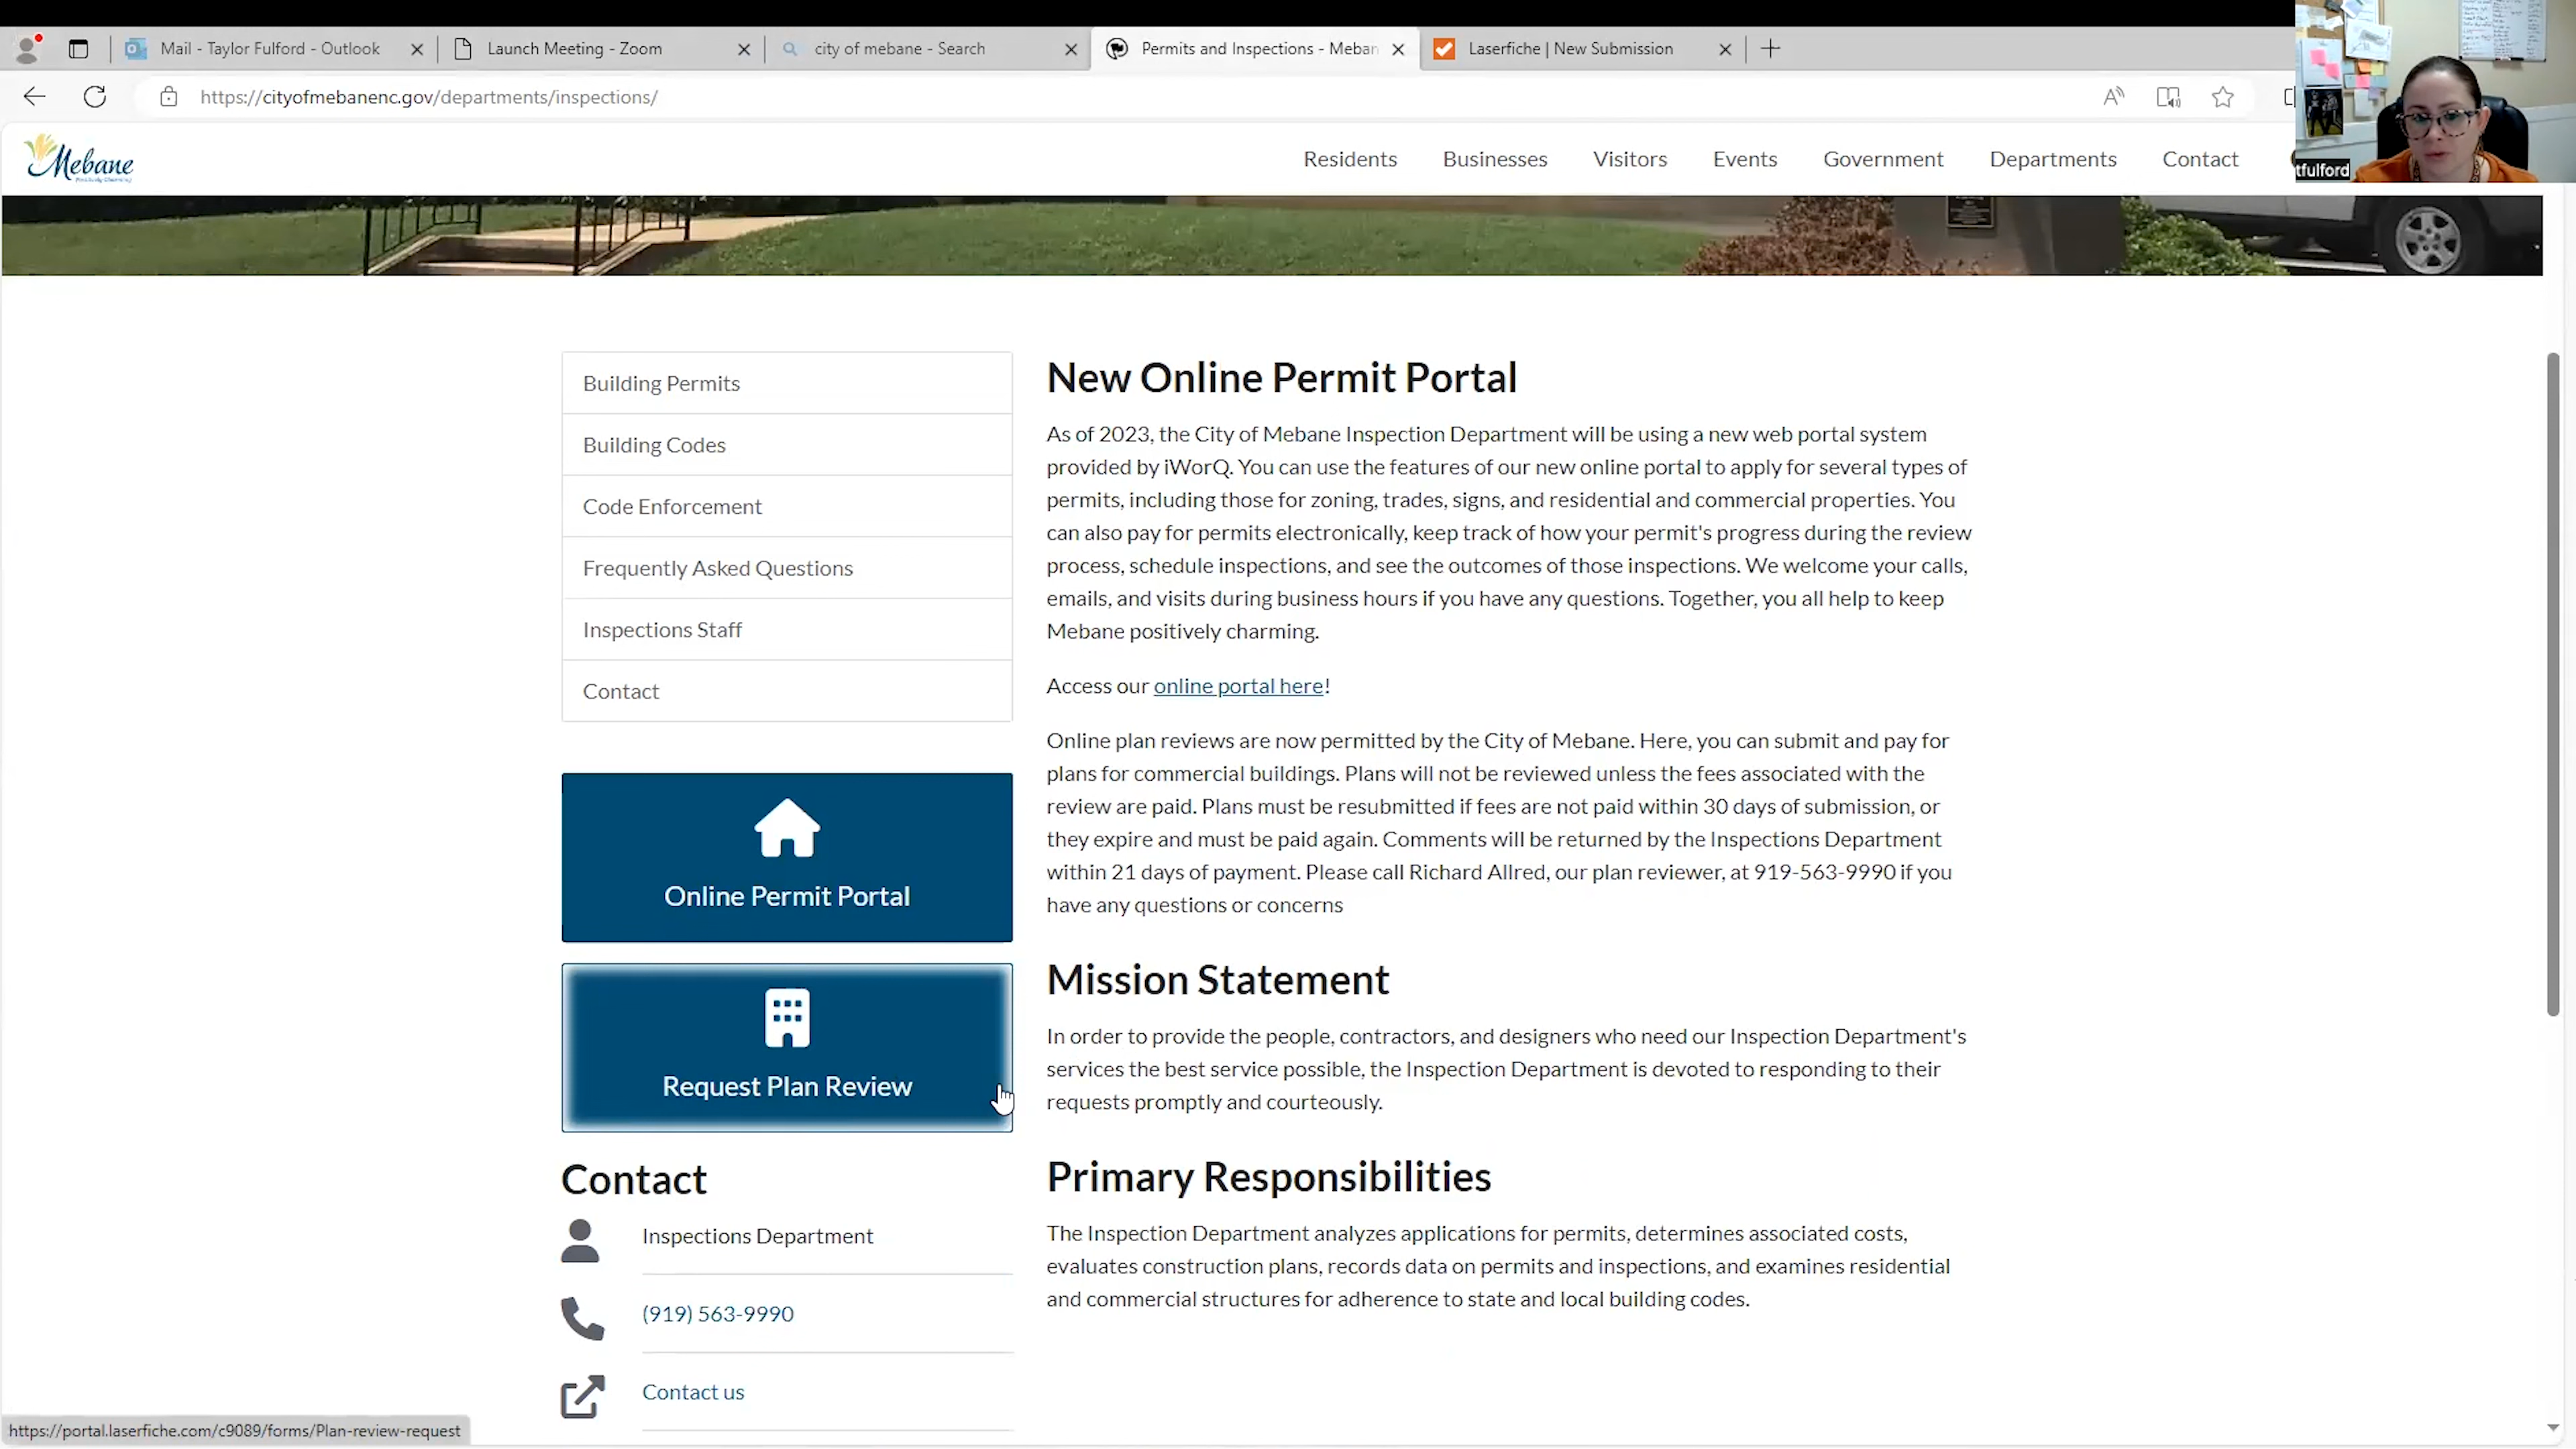 Mail - Taylor Fulford - Outlook
Launch Meeting - Zoom
city of mebane - Search
Permits and Inspections - Meban
Laserfiche | New Submission
https://cityofmebanenc.gov/departments/inspections/
tfulford
Mebane
Residents
Businesses
Visitors
Events
Government
Departments
Contact
Building Permits
Building Codes
Code Enforcement
Frequently Asked Questions
Inspections Staff
Contact
Online Permit Portal
Request Plan Review
Contact
Inspections Department
(919) 563-9990
Contact us
New Online Permit Portal
As of 2023, the City of Mebane Inspection Department will be using a new web portal system
provided by iWorQ. You can use the features of our new online portal to apply for several types of
permits, including those for zoning, trades, signs, and residential and commercial properties. You
can also pay for permits electronically, keep track of how your permit's progress during the review
process, schedule inspections, and see the outcomes of those inspections. We welcome your calls,
emails, and visits during business hours if you have any questions. Together, you all help to keep
Mebane positively charming.
Access our online portal here!
Online plan reviews are now permitted by the City of Mebane. Here, you can submit and pay for
plans for commercial buildings. Plans will not be reviewed unless the fees associated with the
review are paid. Plans must be resubmitted if fees are not paid within 30 days of submission, or
they expire and must be paid again. Comments will be returned by the Inspections Department
within 21 days of payment. Please call Richard Allred, our plan reviewer, at 919-563-9990 if you
have any questions or concerns
Mission Statement
In order to provide the people, contractors, and designers who need our Inspection Department's
services the best service possible, the Inspection Department is devoted to responding to their
requests promptly and courteously.
Primary Responsibilities
The Inspection Department analyzes applications for permits, determines associated costs,
evaluates construction plans, records data on permits and inspections, and examines residential
and commercial structures for adherence to state and local building codes.
https://portal.laserfiche.com/c9089/forms/Plan-review-request